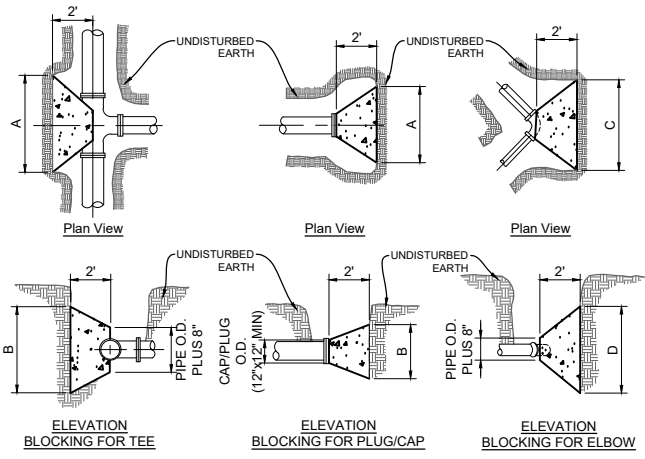 2'
2'
2'
UNDISTURBED
EARTH
UNDISTURBED
EARTH
A
A
C
Plan View
Plan View
Plan View
UNDISTURBED
EARTH
UNDISTURBED
EARTH
2'
2'
2'
B
PIPE O.D.
PLUS 8"
CAP/PLUG
O.D.
(12"x12" MIN)
B
PIPE O.D.
PLUS 8"
D
ELEVATION
BLOCKING FOR TEE
ELEVATION
BLOCKING FOR PLUG/CAP
ELEVATION
BLOCKING FOR ELBOW